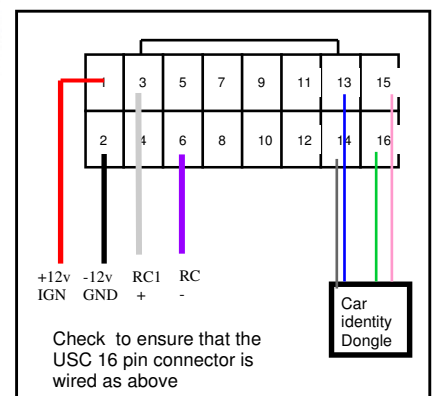 1 3 5 7 9 11 13 15
2 4 6 8 10 12 14 16
+12v -12v RC1 RC
IGN GND + -
Car
identity
Dongle
Check to ensure that the
USC 16 pin connector is
wired as above